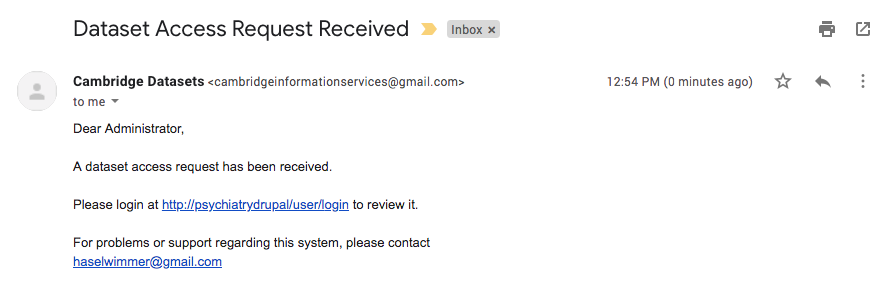 Dataset Access Request Received Inbox ×
Cambridge Datasets <cambridgeinformationservices@gmail.com> 12:54 PM (0 minutes ago)
to me
Dear Administrator,
A dataset access request has been received.
Please login at http://psychiatrydrupal/user/login to review it.
For problems or support regarding this system, please contact
haselwimmer@gmail.com